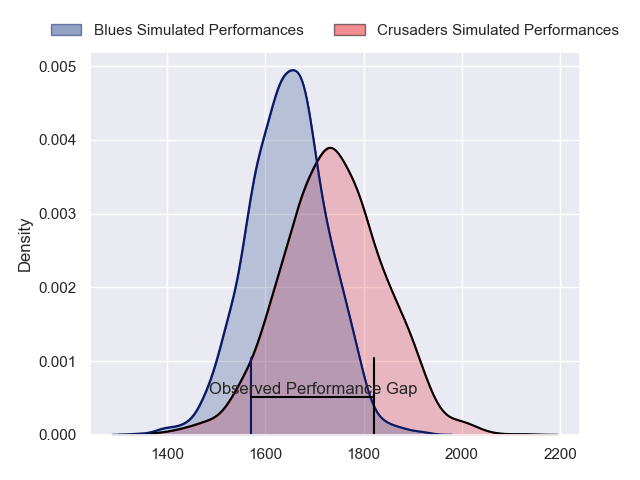 Blues Simulated Performances Crusaders Simulated Performances
0.005
0.004
0.003
0.002
0.001
0.000
Density
Observed Performance Gap
1400 1600 1800 2000 2200